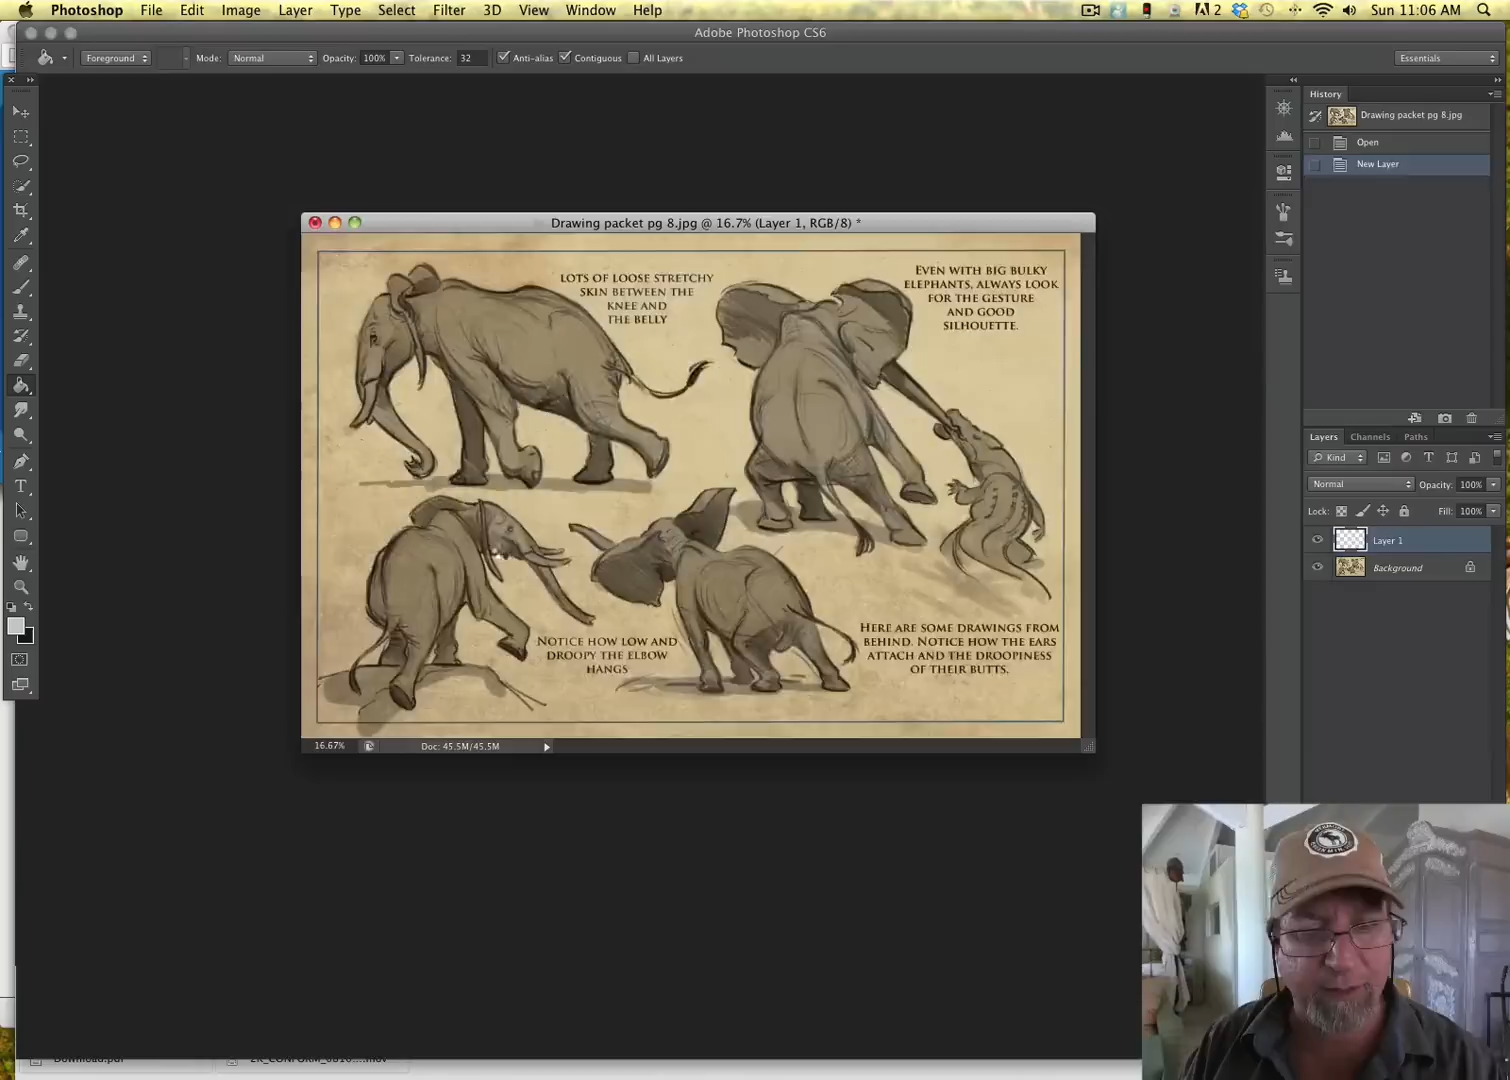 Photoshop File Edit Image Layer Type Select Filter 3D View Window Help
2 Sun 11:06 AM
Adobe Photoshop CS6
Foreground Mode: Normal Opacity: 100% Tolerance: 32 Anti-alias Contiguous All Layers Essentials
History
Drawing packet pg 8.jpg
Open
New Layer
Drawing packet pg 8.jpg @ 16.7% (Layer 1, RGB/8) *
LOTS OF LOOSE STRETCHY
SKIN BETWEEN THE
KNEE AND
THE BELLY
EVEN WITH BIG BULKY
ELEPHANTS, ALWAYS LOOK
FOR THE GESTURE
AND GOOD
SILHOUETTE.
NOTICE HOW LOW AND
DROOPY THE ELBOW
HANGS
HERE ARE SOME DRAWINGS FROM
BEHIND. NOTICE HOW THE EARS
ATTACH AND THE DROOPINESS
OF THEIR BUTTS.
16.67% Doc: 45.5M/45.5M
Layers Channels Paths
Kind
Normal Opacity: 100%
Lock: Fill: 100%
Layer 1
Background
Download.pdf